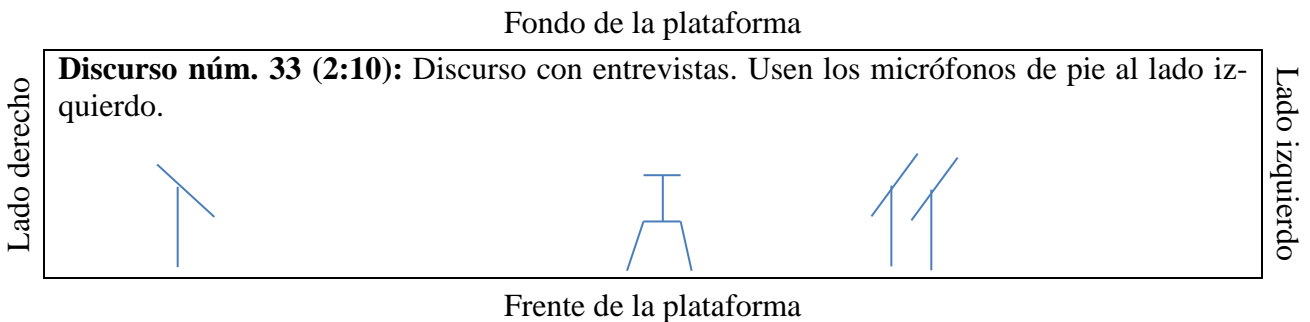 Fondo de la plataforma
Lado derecho
Discurso núm. 33 (2:10): Discurso con entrevistas. Usen los micrófonos de pie al lado iz-
quierdo.
Lado izquierdo
Frente de la plataforma